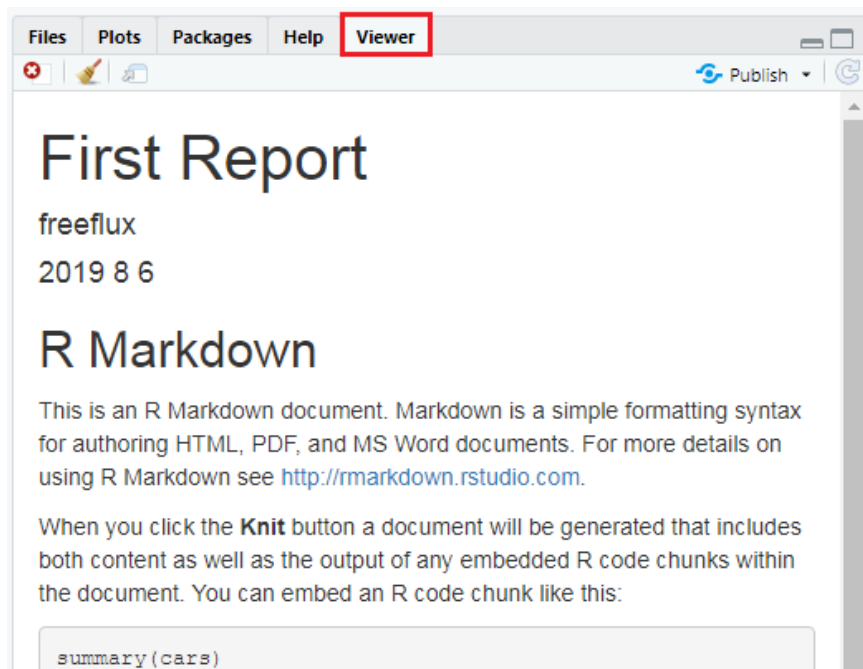 Files Plots Packages Help Viewer
Publish
First Report
freeflux
2019 8 6
R Markdown
This is an R Markdown document. Markdown is a simple formatting syntax
for authoring HTML, PDF, and MS Word documents. For more details on
using R Markdown see http://rmarkdown.rstudio.com.
When you click the Knit button a document will be generated that includes
both content as well as the output of any embedded R code chunks within
the document. You can embed an R code chunk like this:
summary(cars)